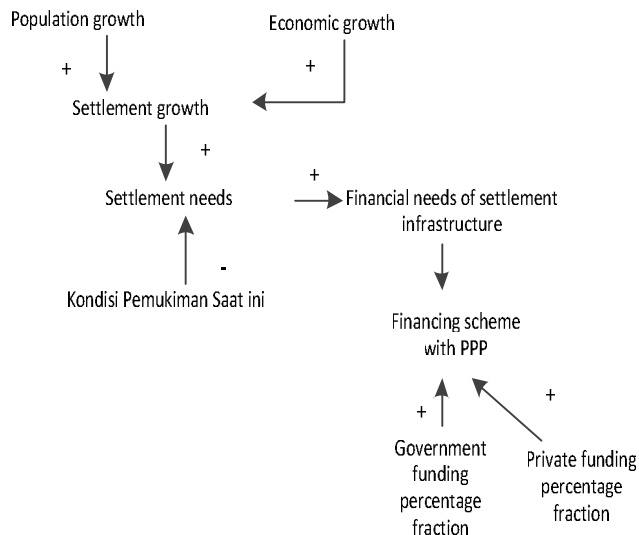 Population growth
Economic growth
+
+
Settlement growth
+
Settlement needs
+
Financial needs of settlement
infrastructure
-
Kondisi Pemukiman Saat ini
Financing scheme
with PPP
+
+
Government
funding
percentage
fraction
Private funding
percentage
fraction